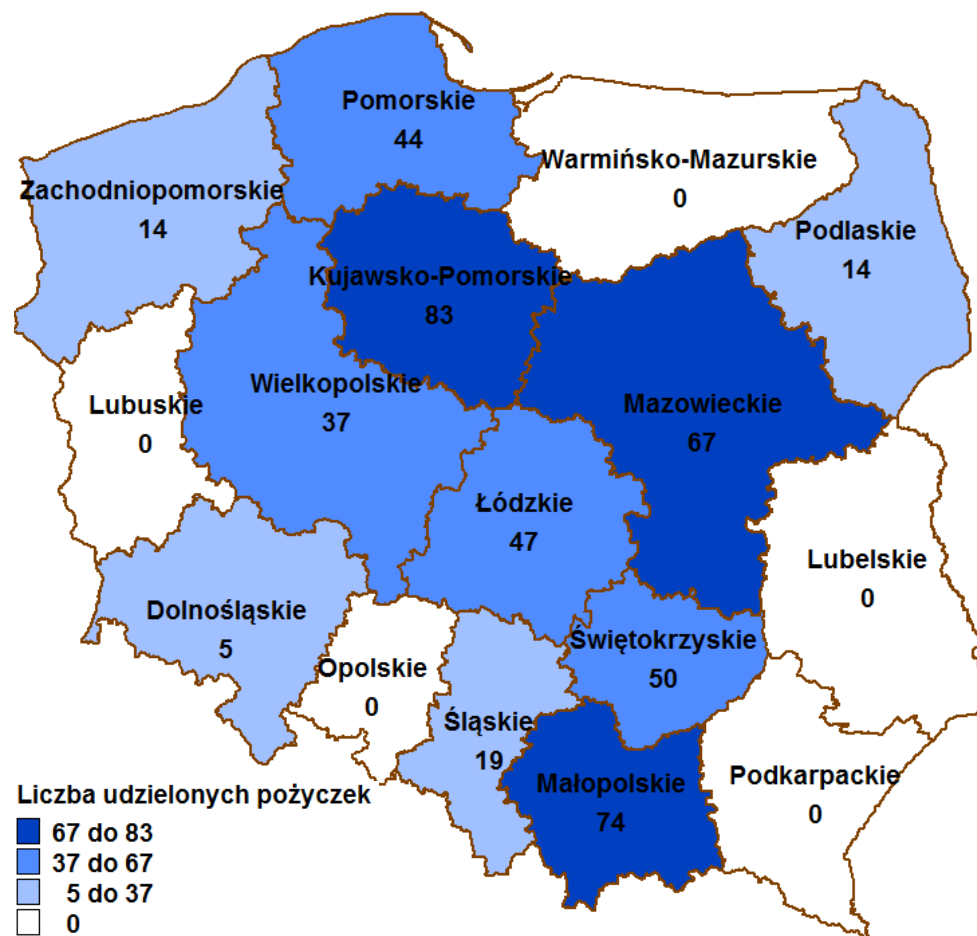 Pomorskie
44
Warmińsko-Mazurskie
0
Zachodniopomorskie
14
Podlaskie
14
Kujawsko-Pomorskie
83
Wielkopolskie
37
Lubuskie
0
Mazowieckie
67
Łódzkie
47
Lubelskie
0
Dolnośląskie
5
Świętokrzyskie
50
Opolskie
0
Śląskie
19
Małopolskie
74
Podkarpackie
0
Liczba udzielonych pożyczek
67 do 83
37 do 67
5 do 37
0